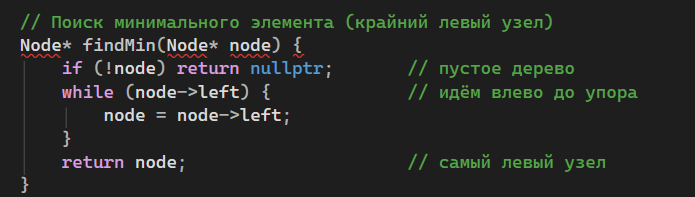 // Поиск минимального элемента (крайний левый узел)
Node* findMin(Node* node) {
    if (!node) return nullptr;       // пустое дерево
    while (node->left) {             // идём влево до упора
        node = node->left;
    }
    return node;                     // самый левый узел
}